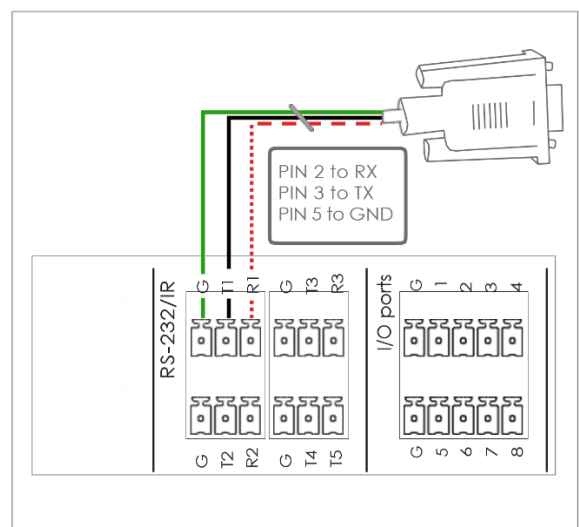 PIN 2 to RX
PIN 3 to TX
PIN 5 to GND
RS-232/IR
G T1 R1 G T3 R3
G T2 R2 G T4 T5
I/O ports
G 1 2 3 4
G 5 6 7 8